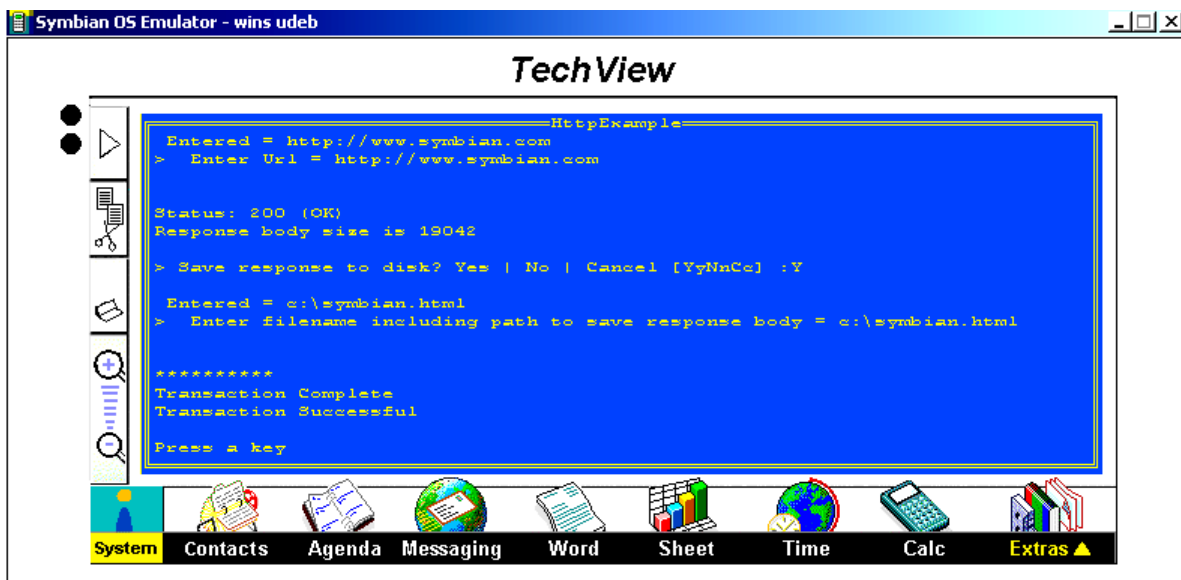 Symbian OS Emulator - wins udeb
TechView
HttpExample
Entered = http://www.symbian.com
> Enter Url = http://www.symbian.com
Status: 200 (OK)
Response body size is 19042
> Save response to disk? Yes | No | Cancel [YyNnCc] :Y
Entered = c:\symbian.html
> Enter filename including path to save response body = c:\symbian.html
**********
Transaction Complete
Transaction Successful
Press a key
System Contacts Agenda Messaging Word Sheet Time Calc Extras ▲